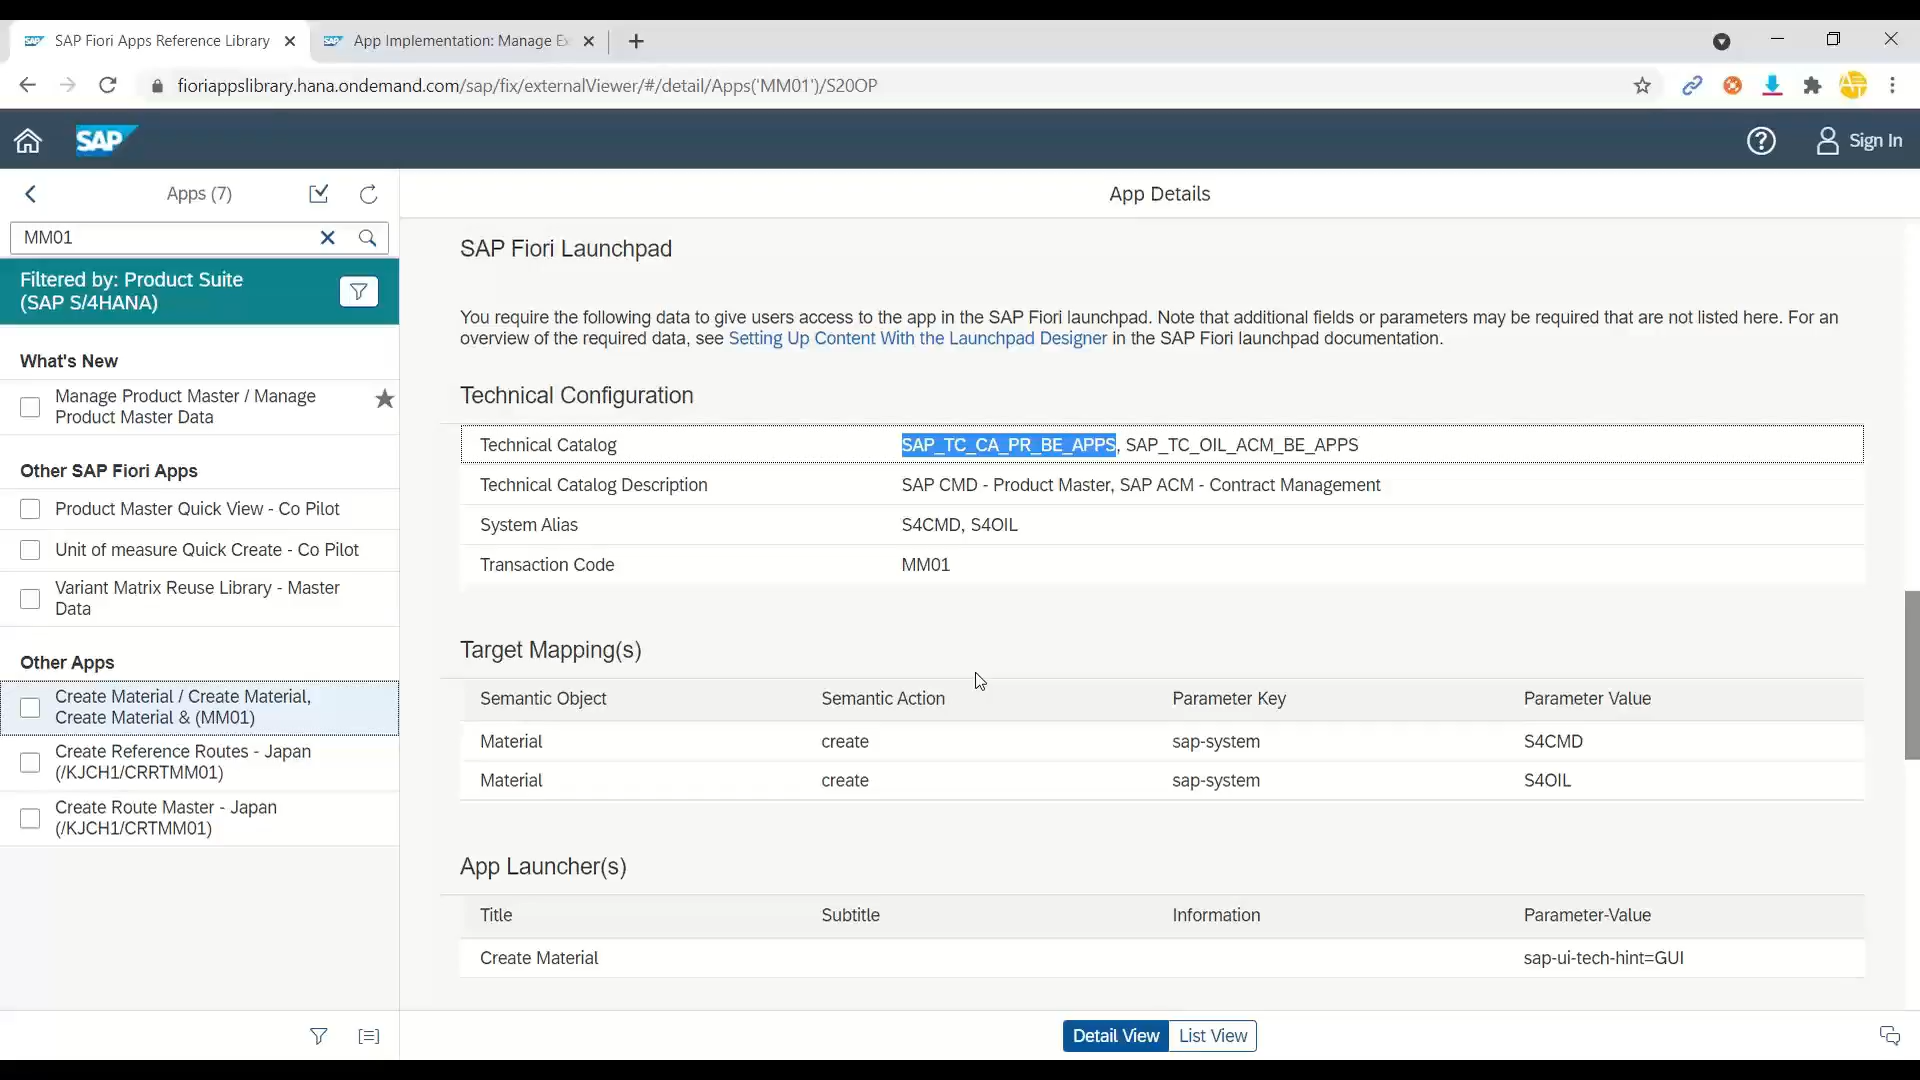 SAP Fiori Apps Reference Library
App Implementation: Manage E
fioriappslibrary.hana.ondemand.com/sap/fix/externalViewer/#/detail/Apps('MM01')/S20OP
SAP
Sign In
Apps (7)
App Details
MM01
Filtered by: Product Suite
(SAP S/4HANA)
What's New
Manage Product Master / Manage
Product Master Data
Other SAP Fiori Apps
Product Master Quick View - Co Pilot
Unit of measure Quick Create - Co Pilot
Variant Matrix Reuse Library - Master
Data
Other Apps
Create Material / Create Material,
Create Material & (MM01)
Create Reference Routes - Japan
(/KJCH1/CRRTMM01)
Create Route Master - Japan
(/KJCH1/CRTMM01)
SAP Fiori Launchpad
You require the following data to give users access to the app in the SAP Fiori launchpad. Note that additional fields or parameters may be required that are not listed here. For an
overview of the required data, see Setting Up Content With the Launchpad Designer in the SAP Fiori launchpad documentation.
Technical Configuration
Technical Catalog SAP_TC_CA_PR_BE_APPS, SAP_TC_OIL_ACM_BE_APPS
Technical Catalog Description SAP CMD - Product Master, SAP ACM - Contract Management
System Alias S4CMD, S4OIL
Transaction Code MM01
Target Mapping(s)
Semantic Object Semantic Action Parameter Key Parameter Value
Material create sap-system S4CMD
Material create sap-system S4OIL
App Launcher(s)
Title Subtitle Information Parameter-Value
Create Material sap-ui-tech-hint=GUI
Detail View List View